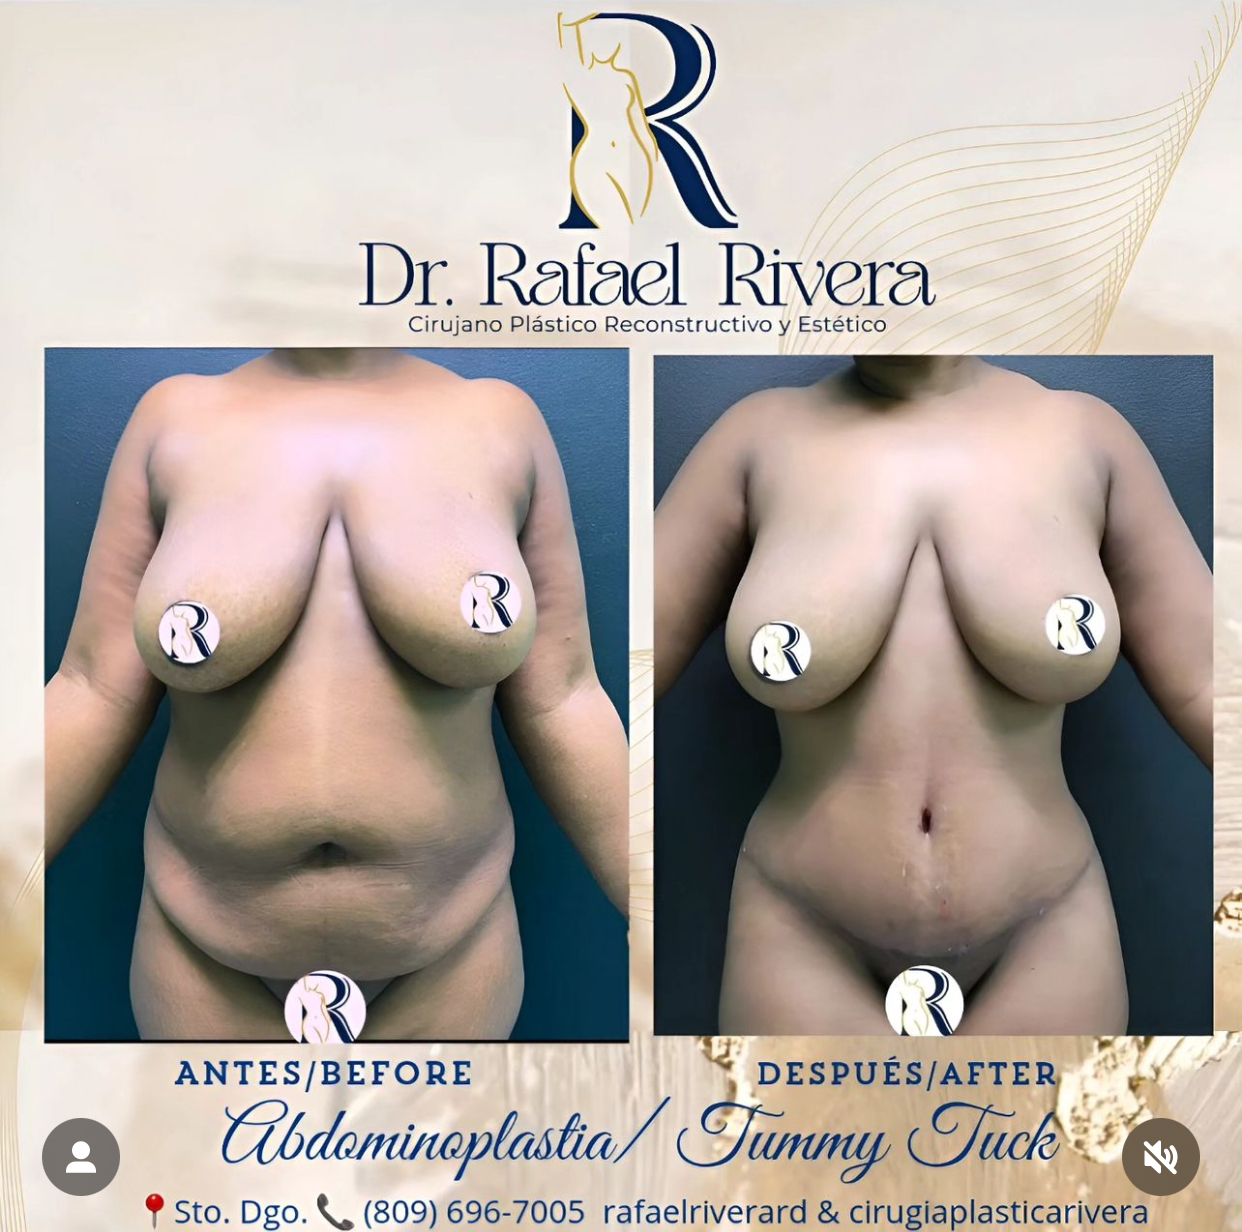 R
Dr. Rafael Rivera
Cirujano Plástico Reconstructivo y Estético
R
R
R
R
R
R
ANTES/BEFORE
DESPUÉS/AFTER
Abdominoplastia/ Tummy Tuck
Sto. Dgo. (809) 696-7005 rafaelriverard & cirugiaplasticarivera